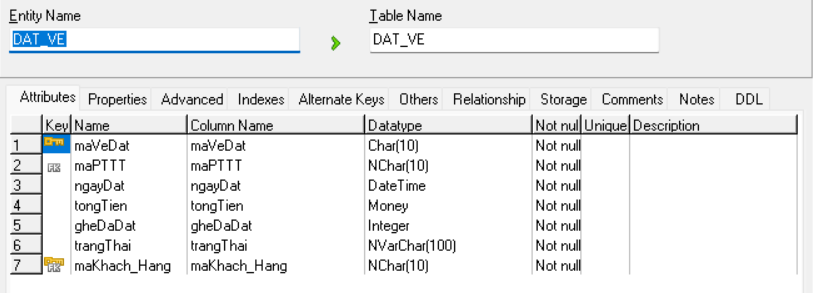 Entity Name Table Name
DAT_VE DAT_VE
Attributes Properties Advanced Indexes Alternate Keys Others Relationship Storage Comments Notes DDL
Key Name Column Name Datatype Not nul Unique Description
1 maVeDat maVeDat Char(10) Not null
2 FK maPTTT maPTTT NChar(10) Not null
3 ngayDat ngayDat DateTime Not null
4 tongTien tongTien Money Not null
5 gheDaDat gheDaDat Integer Not null
6 trangThai trangThai NVarChar(100) Not null
7 FK maKhach_Hang maKhach_Hang NChar(10) Not null